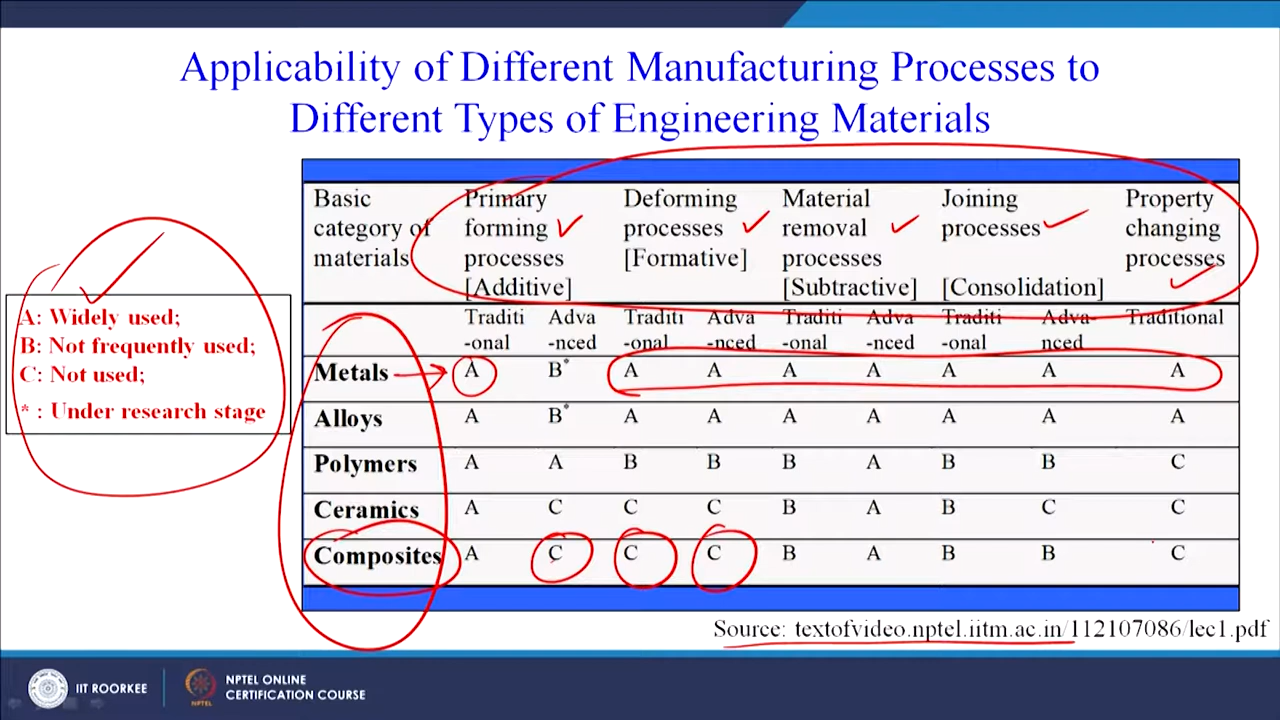 Applicability of Different Manufacturing Processes to
Different Types of Engineering Materials
A: Widely used;
B: Not frequently used;
C: Not used;
* : Under research stage
Basic category of materials | Primary forming processes [Additive] | Deforming processes [Formative] | Material removal processes [Subtractive] | Joining processes [Consolidation] | Property changing processes
Traditi-onal Adva-nced Traditi-onal Adva-nced Traditi-onal Adva-nced Traditi-onal Adva-nced Traditional
Metals A B* A A A A A A A
Alloys A B* A A A A A A A
Polymers A A B B B A B B C
Ceramics A C C C B A B C C
Composites A C C C B A B B C
Source: textofvideo.nptel.iitm.ac.in/112107086/lec1.pdf
IIT ROORKEE
NPTEL
NPTEL ONLINE
CERTIFICATION COURSE